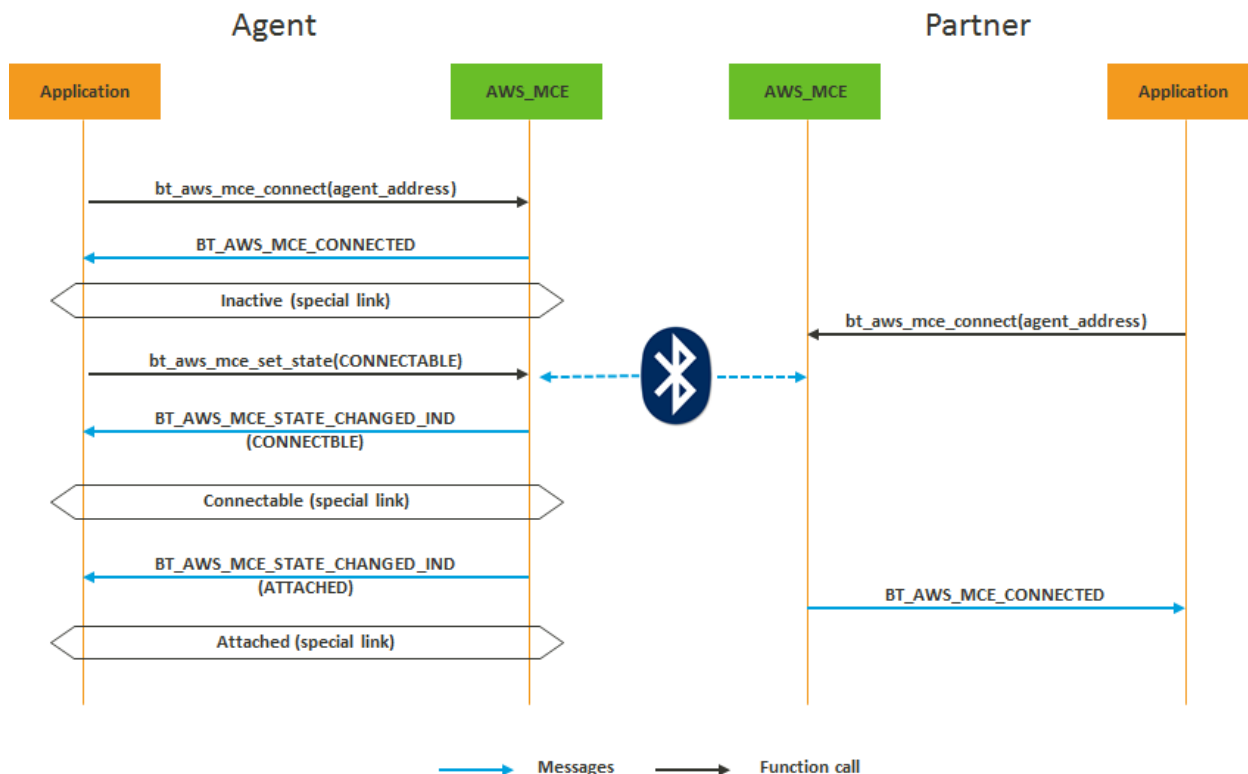 Agent
Partner
Application
AWS_MCE
AWS_MCE
Application
bt_aws_mce_connect(agent_address)
BT_AWS_MCE_CONNECTED
Inactive (special link)
bt_aws_mce_connect(agent_address)
bt_aws_mce_set_state(CONNECTABLE)
BT_AWS_MCE_STATE_CHANGED_IND
(CONNECTBLE)
Connectable (special link)
BT_AWS_MCE_STATE_CHANGED_IND
(ATTACHED)
BT_AWS_MCE_CONNECTED
Attached (special link)
Messages
Function call